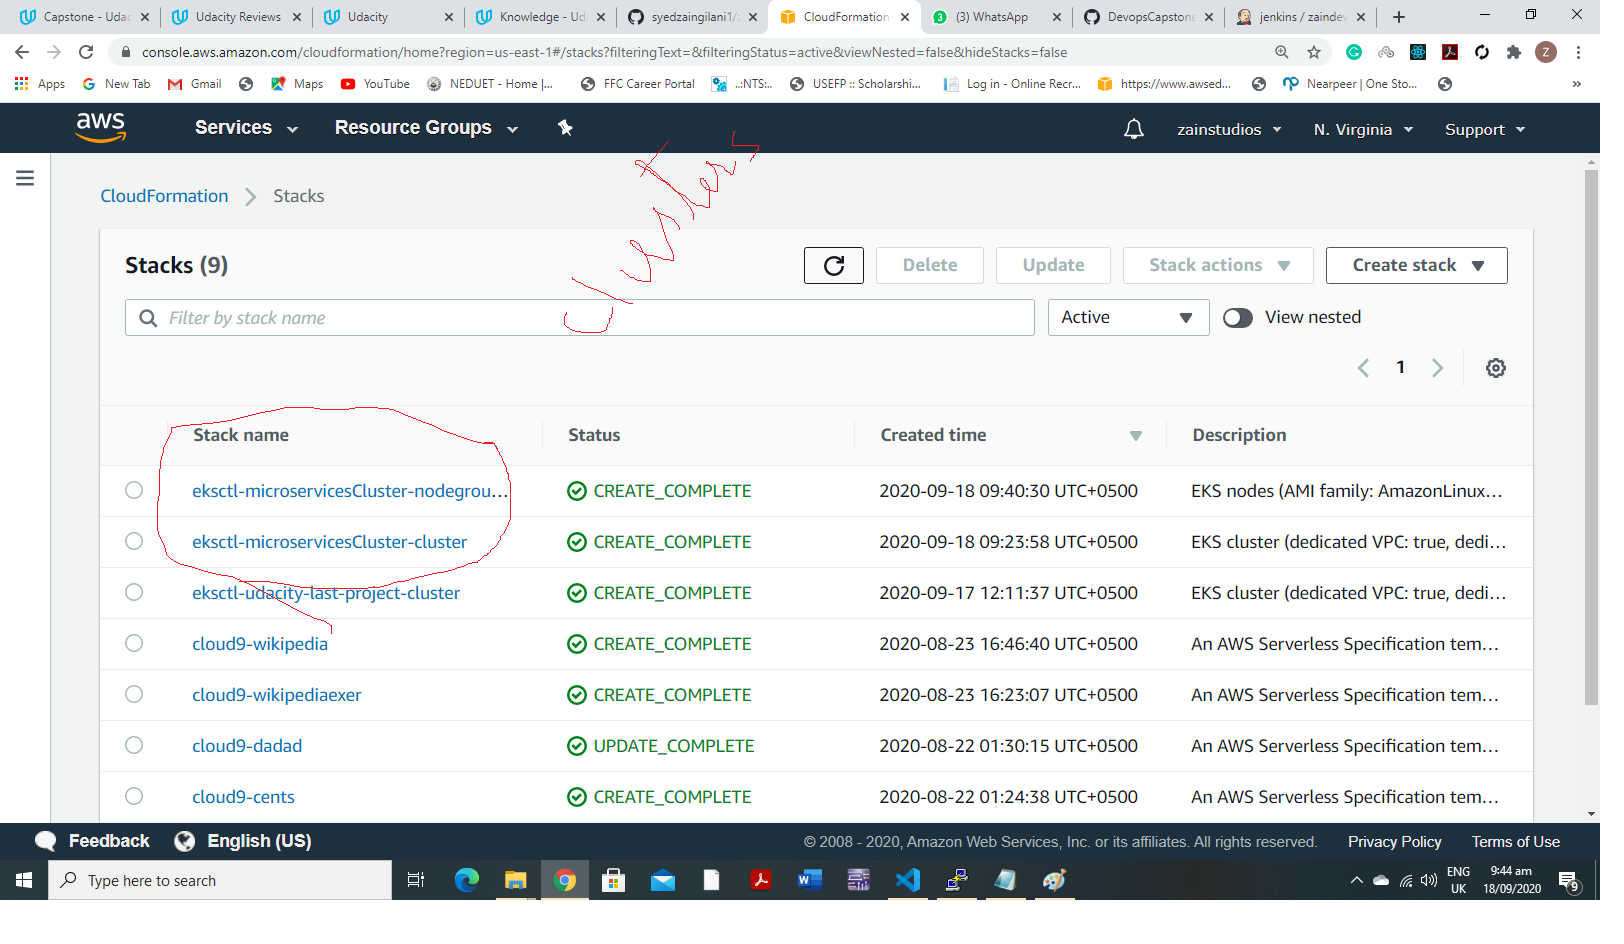 Capstone - Udac
Udacity Reviews
Udacity
Knowledge - Uda
syedzaingilani1/
CloudFormation
(3) WhatsApp
DevopsCapstone
jenkins / zaindev
console.aws.amazon.com/cloudformation/home?region=us-east-1#/stacks?filteringText=&filteringStatus=active&viewNested=false&hideStacks=false
Z
Apps
New Tab
Gmail
Maps
YouTube
NEDUET - Home |...
FFC Career Portal
..:NTS:..
USEFP :: Scholarshi...
Log in - Online Recr...
https://www.awsed...
Nearpeer | One Sto...
»
aws
Services
Resource Groups
zainstudios
N. Virginia
Support
CloudFormation
Stacks
clusters
Stacks (9)
Delete
Update
Stack actions
Create stack
Filter by stack name
Active
View nested
1
Stack name
Status
Created time
Description
eksctl-microservicesCluster-nodegrou... CREATE_COMPLETE 2020-09-18 09:40:30 UTC+0500 EKS nodes (AMI family: AmazonLinux...
eksctl-microservicesCluster-cluster CREATE_COMPLETE 2020-09-18 09:23:58 UTC+0500 EKS cluster (dedicated VPC: true, dedi...
eksctl-udacity-last-project-cluster CREATE_COMPLETE 2020-09-17 12:11:37 UTC+0500 EKS cluster (dedicated VPC: true, dedi...
cloud9-wikipedia CREATE_COMPLETE 2020-08-23 16:46:40 UTC+0500 An AWS Serverless Specification tem...
cloud9-wikipediaexer CREATE_COMPLETE 2020-08-23 16:23:07 UTC+0500 An AWS Serverless Specification tem...
cloud9-dadad UPDATE_COMPLETE 2020-08-22 01:30:15 UTC+0500 An AWS Serverless Specification tem...
cloud9-cents CREATE_COMPLETE 2020-08-22 01:24:38 UTC+0500 An AWS Serverless Specification tem...
Feedback
English (US)
© 2008 - 2020, Amazon Web Services, Inc. or its affiliates. All rights reserved.
Privacy Policy
Terms of Use
Type here to search
ENG
UK
9:44 am
18/09/2020
9